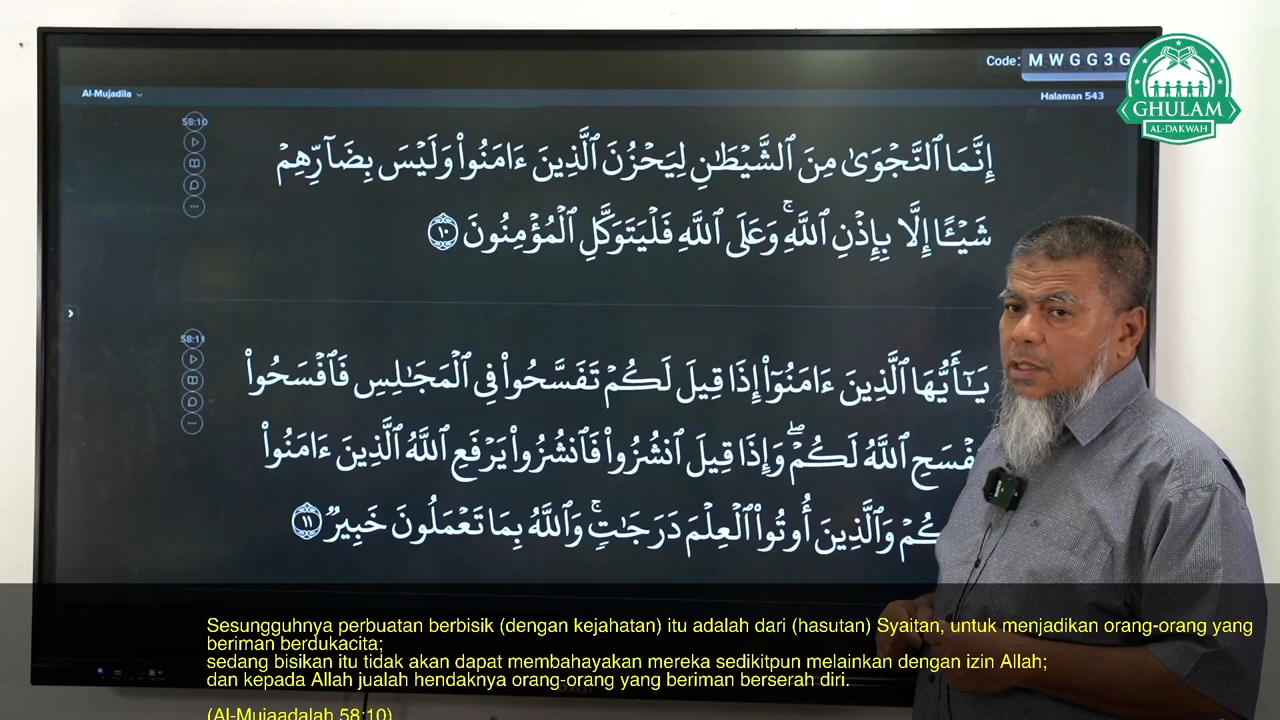 Code: M W G G 3 G
GHULAM
AL-DAKWAH
Al-Mujadila
Halaman 543
58:10
إِنَّمَا ٱلنَّجْوَىٰ مِنَ ٱلشَّيْطَـٰنِ لِيَحْزُنَ ٱلَّذِينَ ءَامَنُوا۟ وَلَيْسَ بِضَآرِّهِمْ
شَيْـًٔا إِلَّا بِإِذْنِ ٱللَّهِ ۚ وَعَلَى ٱللَّهِ فَلْيَتَوَكَّلِ ٱلْمُؤْمِنُونَ ١٠
58:11
يَـٰٓأَيُّهَا ٱلَّذِينَ ءَامَنُوٓا۟ إِذَا قِيلَ لَكُمْ تَفَسَّحُوا۟ فِى ٱلْمَجَـٰلِسِ فَٱفْسَحُوا۟
فْسَحِ ٱللَّهُ لَكُمْ ۖ وَإِذَا قِيلَ ٱنشُزُوا۟ فَٱنشُزُوا۟ يَرْفَعِ ٱللَّهُ ٱلَّذِينَ ءَامَنُوا۟
كُمْ وَٱلَّذِينَ أُوتُوا۟ ٱلْعِلْمَ دَرَجَـٰتٍ ۚ وَٱللَّهُ بِمَا تَعْمَلُونَ خَبِيرٌ ١١
Sesungguhnya perbuatan berbisik (dengan kejahatan) itu adalah dari (hasutan) Syaitan, untuk menjadikan orang-orang yang
beriman berdukacita;
sedang bisikan itu tidak akan dapat membahayakan mereka sedikitpun melainkan dengan izin Allah;
dan kepada Allah jualah hendaknya orang-orang yang beriman berserah diri.
(Al-Mujaadalah 58:10)